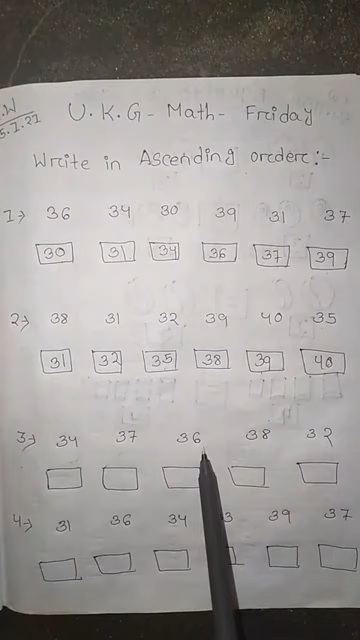 U.K.G - Math - Friday
Write in Ascending order:-
1) 36 34 30 39 31 37
30 31 34 36 37 39
2) 38 31 32 39 40 35
31 32 35 38 39 40
3) 34 37 36 38 32
4) 31 36 34 39 37